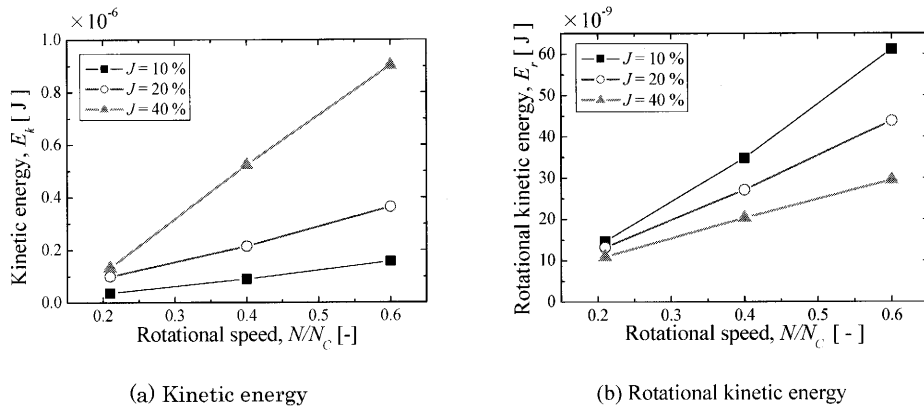 ×10⁻⁶
Kinetic energy, Eₖ [ J ]
1.0
0.8
0.6
0.4
0.2
0.0
J = 10 %
J = 20 %
J = 40 %
0.2 0.3 0.4 0.5 0.6
Rotational speed, N/N_C [-]
(a) Kinetic energy
×10⁻⁹
Rotational kinetic energy, Eᵣ [ J ]
60
50
40
30
20
10
0
J = 10 %
J = 20 %
J = 40 %
0.2 0.3 0.4 0.5 0.6
Rotational speed, N/N_C [ - ]
(b) Rotational kinetic energy